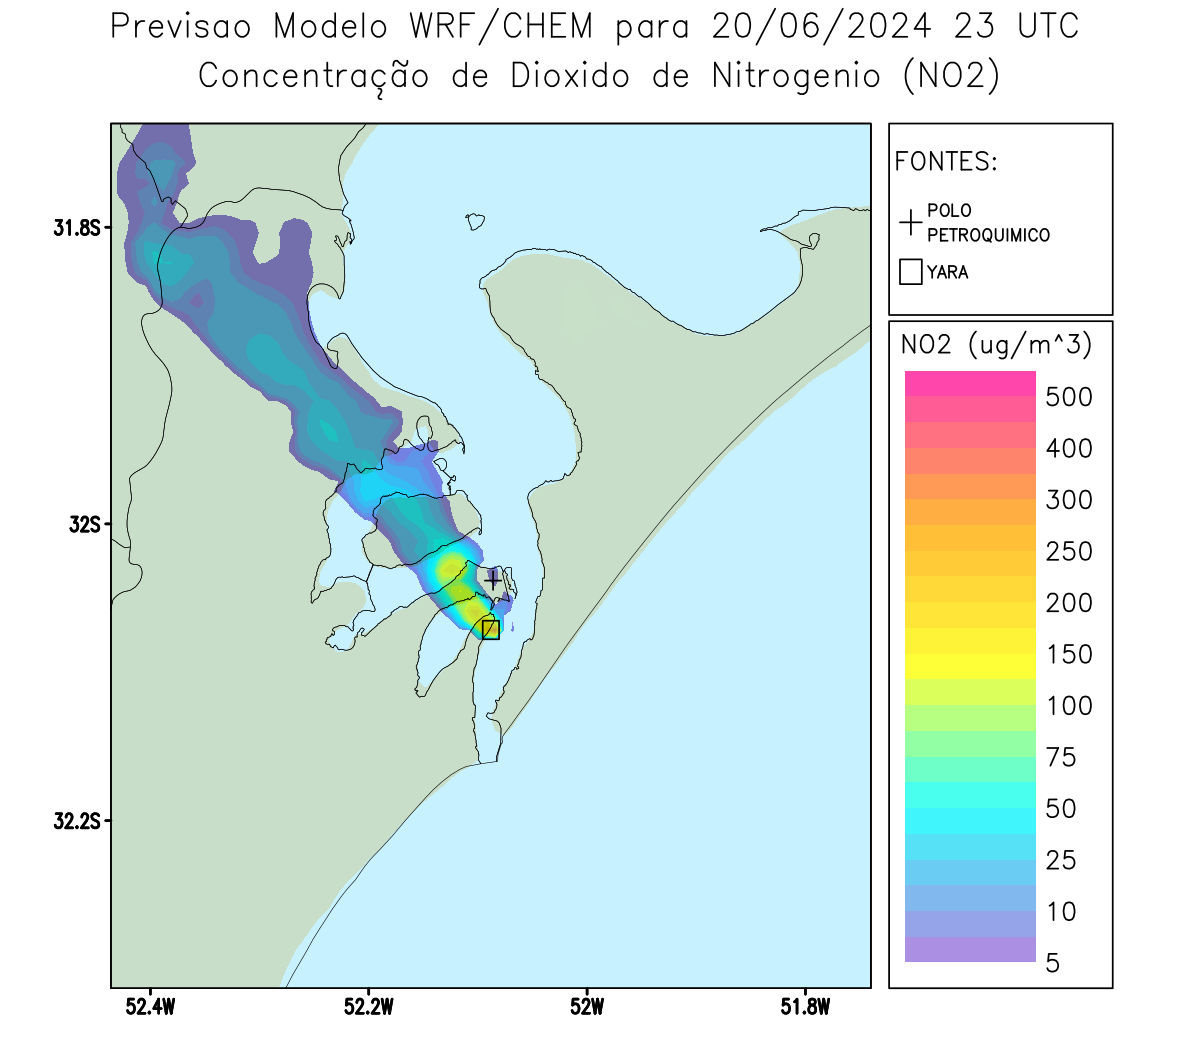 Previsao Modelo WRF/CHEM para 20/06/2024 23 UTC
Concentração de Dioxido de Nitrogenio (NO2)
FONTES:
POLO
PETROQUIMICO
YARA
NO2 (ug/m^3)
500
400
300
250
200
150
100
75
50
25
10
5
31.8S
32S
32.2S
52.4W
52.2W
52W
51.8W